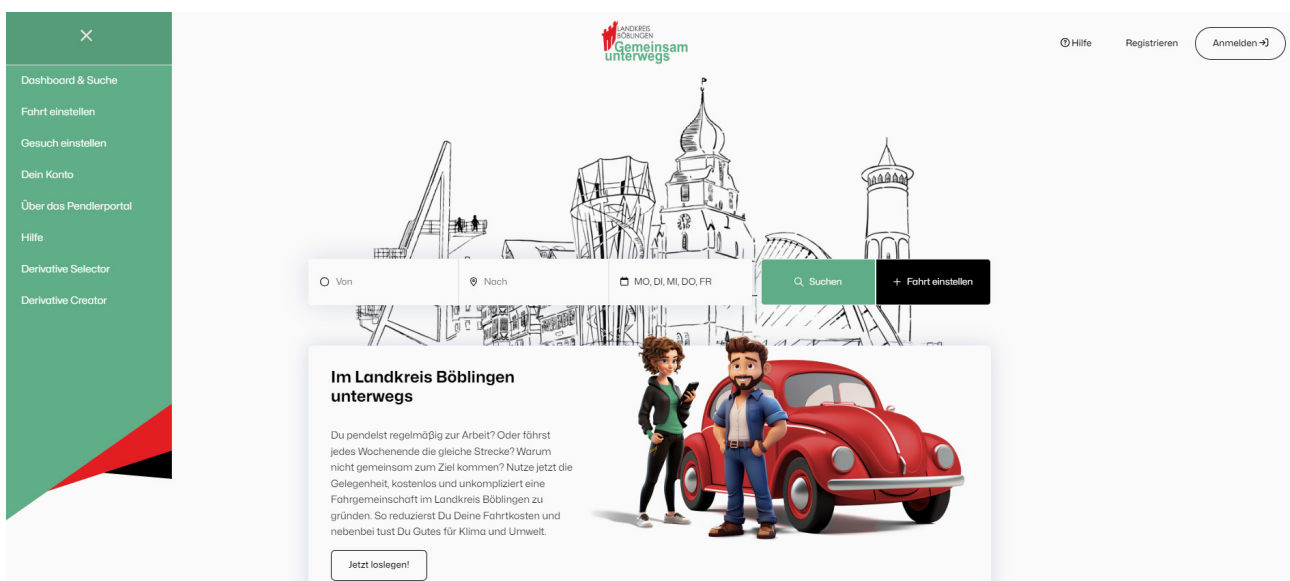 LANDKREIS
BÖBLINGEN
Gemeinsam
unterwegs
Hilfe
Registrieren
Anmelden
Dashboard & Suche
Fahrt einstellen
Gesuch einstellen
Dein Konto
Über das Pendlerportal
Hilfe
Derivative Selector
Derivative Creator
Von
Nach
MO, DI, MI, DO, FR
Suchen
+ Fahrt einstellen
Im Landkreis Böblingen
unterwegs
Du pendelst regelmäßig zur Arbeit? Oder fährst
jedes Wochenende die gleiche Strecke? Warum
nicht gemeinsam zum Ziel kommen? Nutze jetzt die
Gelegenheit, kostenlos und unkompliziert eine
Fahrgemeinschaft im Landkreis Böblingen zu
gründen. So reduzierst Du Deine Fahrtkosten und
nebenbei tust Du Gutes für Klima und Umwelt.
Jetzt loslegen!